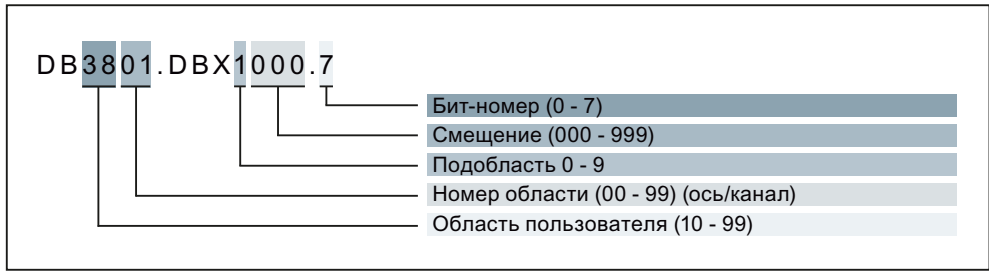 DB3801.DBX1000.7
Бит-номер (0 - 7)
Смещение (000 - 999)
Подобласть 0 - 9
Номер области (00 - 99) (ось/канал)
Область пользователя (10 - 99)